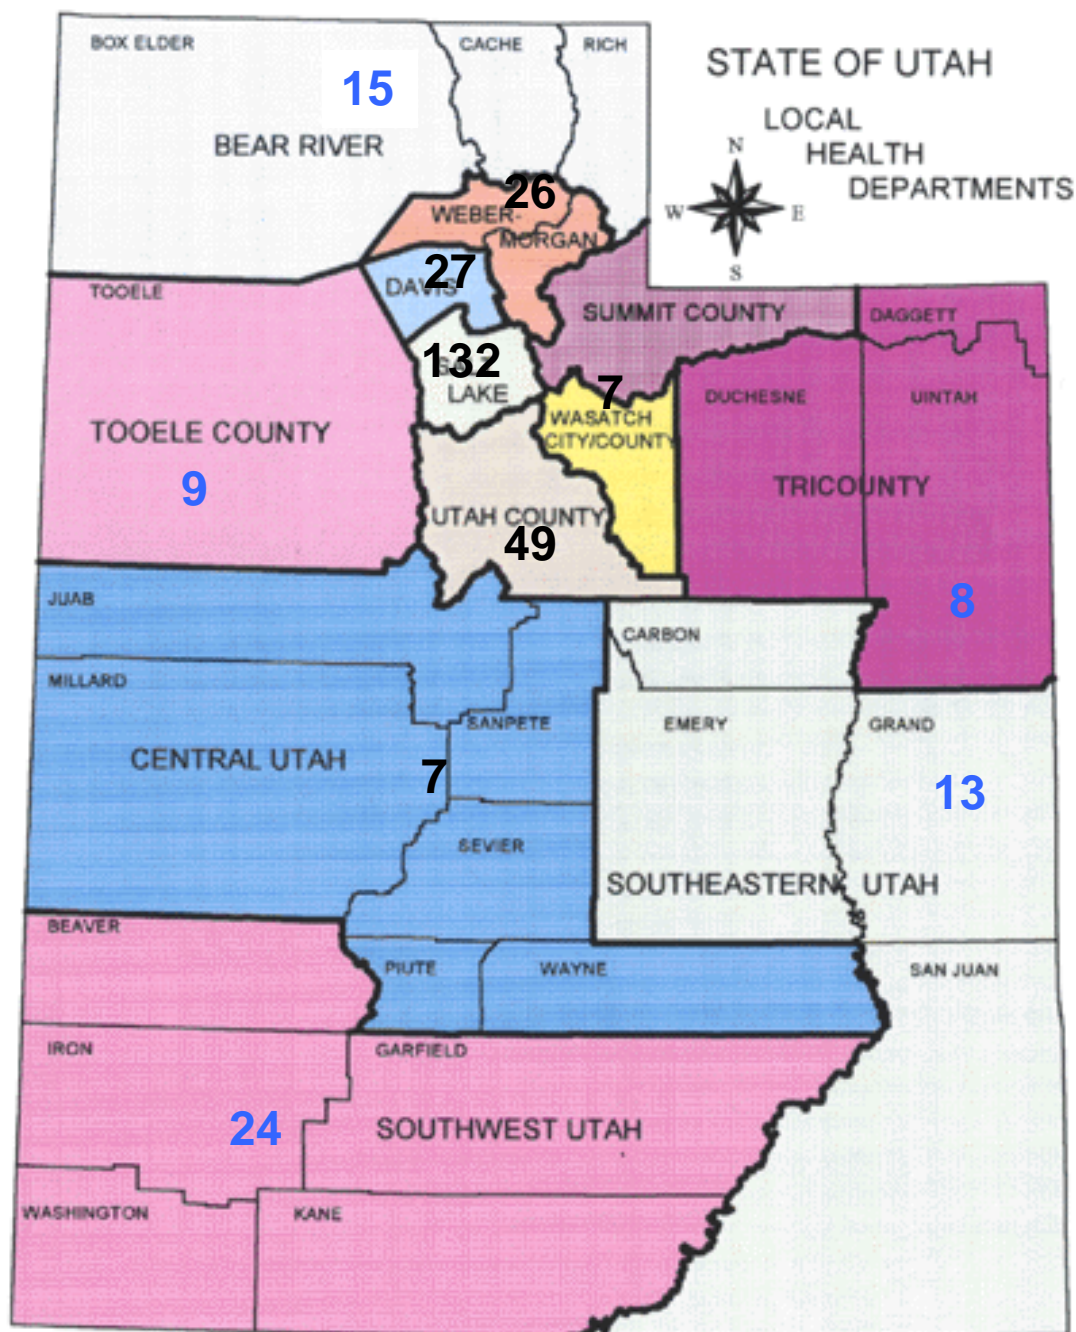 BOX ELDER
CACHE
RICH
STATE OF UTAH
15
LOCAL
HEALTH
DEPARTMENTS
BEAR RIVER
N
W
E
S
26
WEBER-
MORGAN
27
DAVIS
TOOELE
SUMMIT COUNTY
DAGGETT
132
SALT
LAKE
7
WASATCH
CITY/COUNTY
DUCHESNE
UINTAH
TOOELE COUNTY
9
TRICOUNTY
UTAH COUNTY
49
8
JUAB
CARBON
MILLARD
SANPETE
EMERY
GRAND
CENTRAL UTAH
7
13
SEVIER
SOUTHEASTERN UTAH
BEAVER
PIUTE
WAYNE
SAN JUAN
IRON
GARFIELD
24
SOUTHWEST UTAH
WASHINGTON
KANE